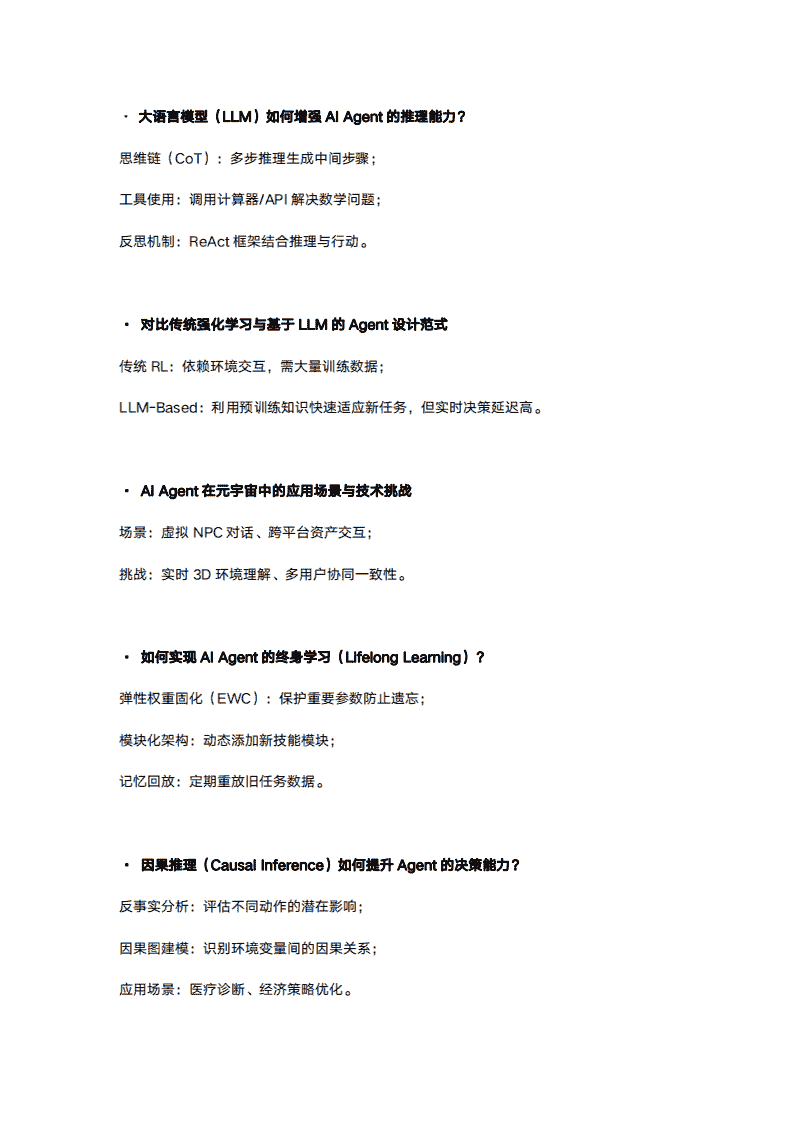 · 大语言模型（LLM）如何增强 AI Agent 的推理能力？
思维链（CoT）：多步推理生成中间步骤；
工具使用：调用计算器/API 解决数学问题；
反思机制：ReAct 框架结合推理与行动。
· 对比传统强化学习与基于 LLM 的 Agent 设计范式
传统 RL：依赖环境交互，需大量训练数据；
LLM-Based：利用预训练知识快速适应新任务，但实时决策延迟高。
· AI Agent 在元宇宙中的应用场景与技术挑战
场景：虚拟 NPC 对话、跨平台资产交互；
挑战：实时 3D 环境理解、多用户协同一致性。
· 如何实现 AI Agent 的终身学习（Lifelong Learning）？
弹性权重固化（EWC）：保护重要参数防止遗忘；
模块化架构：动态添加新技能模块；
记忆回放：定期重放旧任务数据。
· 因果推理（Causal Inference）如何提升 Agent 的决策能力？
反事实分析：评估不同动作的潜在影响；
因果图建模：识别环境变量间的因果关系；
应用场景：医疗诊断、经济策略优化。